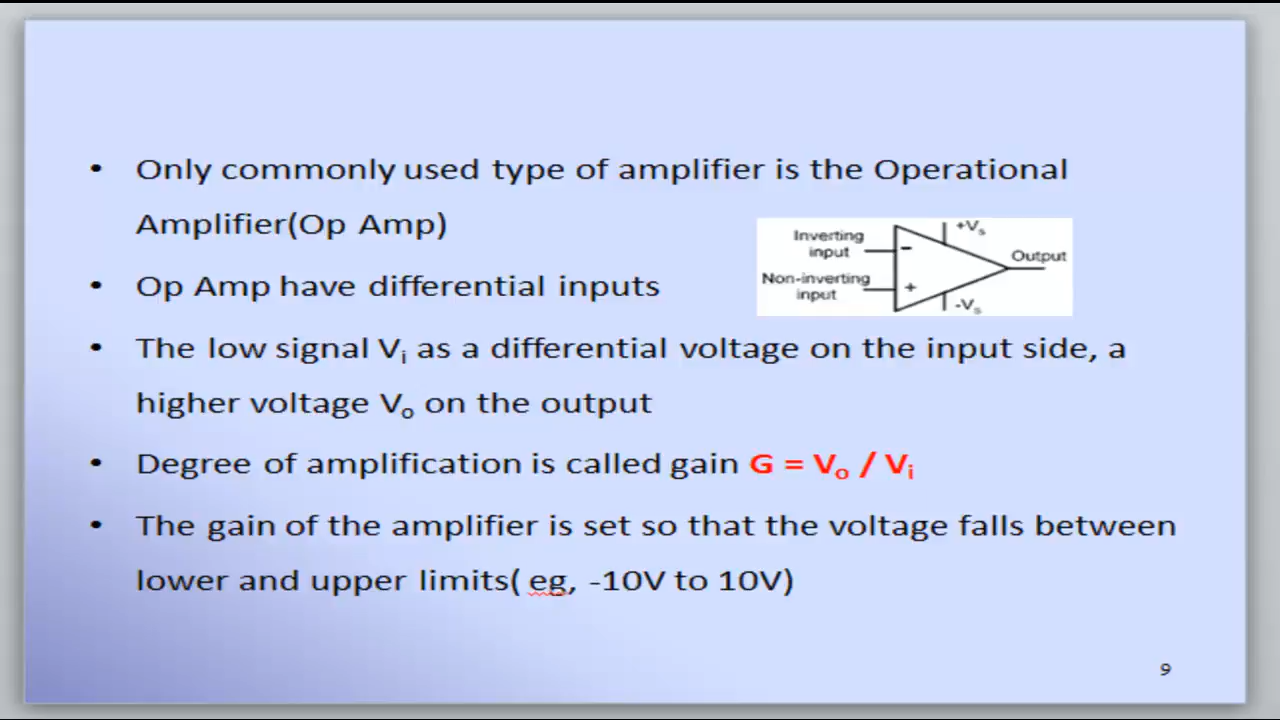 • Only commonly used type of amplifier is the Operational
Amplifier(Op Amp)
+Vs
Inverting
input
-
Output
Non-inverting
input
+
-Vs
• Op Amp have differential inputs
• The low signal Vi as a differential voltage on the input side, a
higher voltage Vo on the output
• Degree of amplification is called gain G = Vo / Vi
• The gain of the amplifier is set so that the voltage falls between
lower and upper limits( eg, -10V to 10V)
9